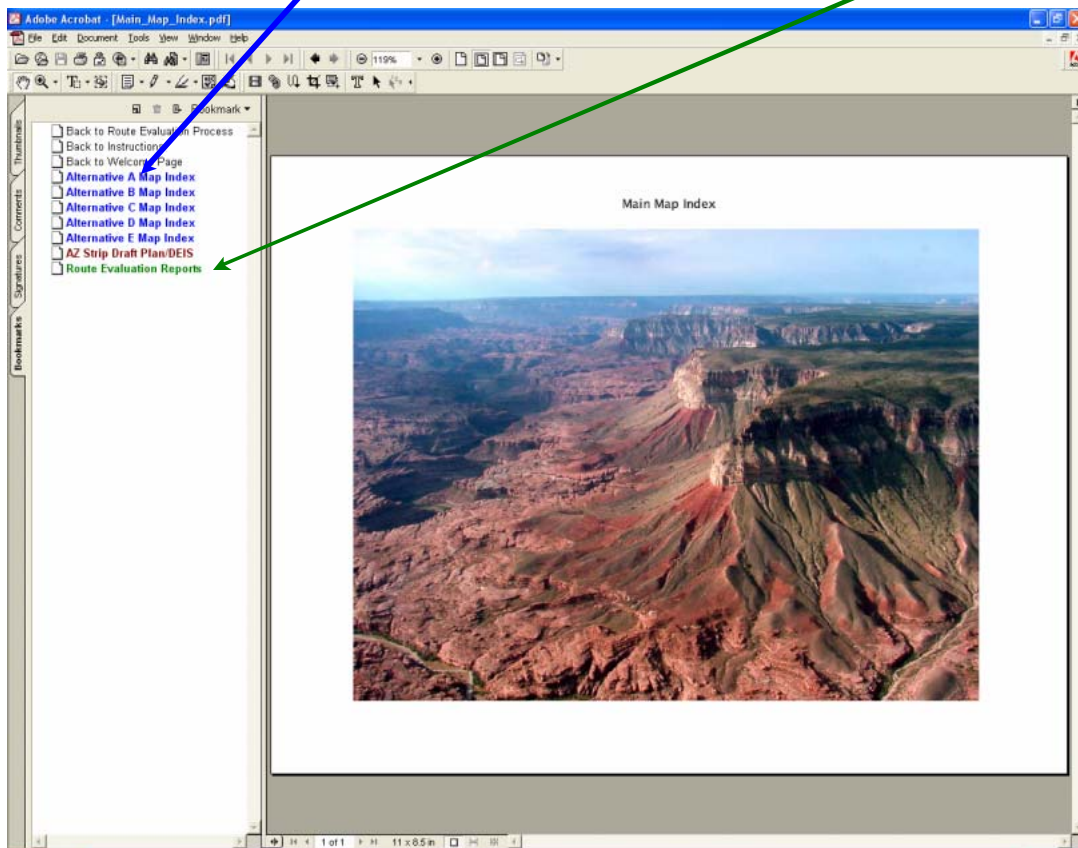 Adobe Acrobat - [Main_Map_Index.pdf]
File Edit Document Tools View Window Help
119%
Bookmark
Thumbnails
Comments
Signatures
Bookmarks
Back to Route Evaluation Process
Back to Instructions
Back to Welcome Page
Alternative A Map Index
Alternative B Map Index
Alternative C Map Index
Alternative D Map Index
Alternative E Map Index
AZ Strip Draft Plan/DEIS
Route Evaluation Reports
Main Map Index
1 of 1 11 x 8.5 in